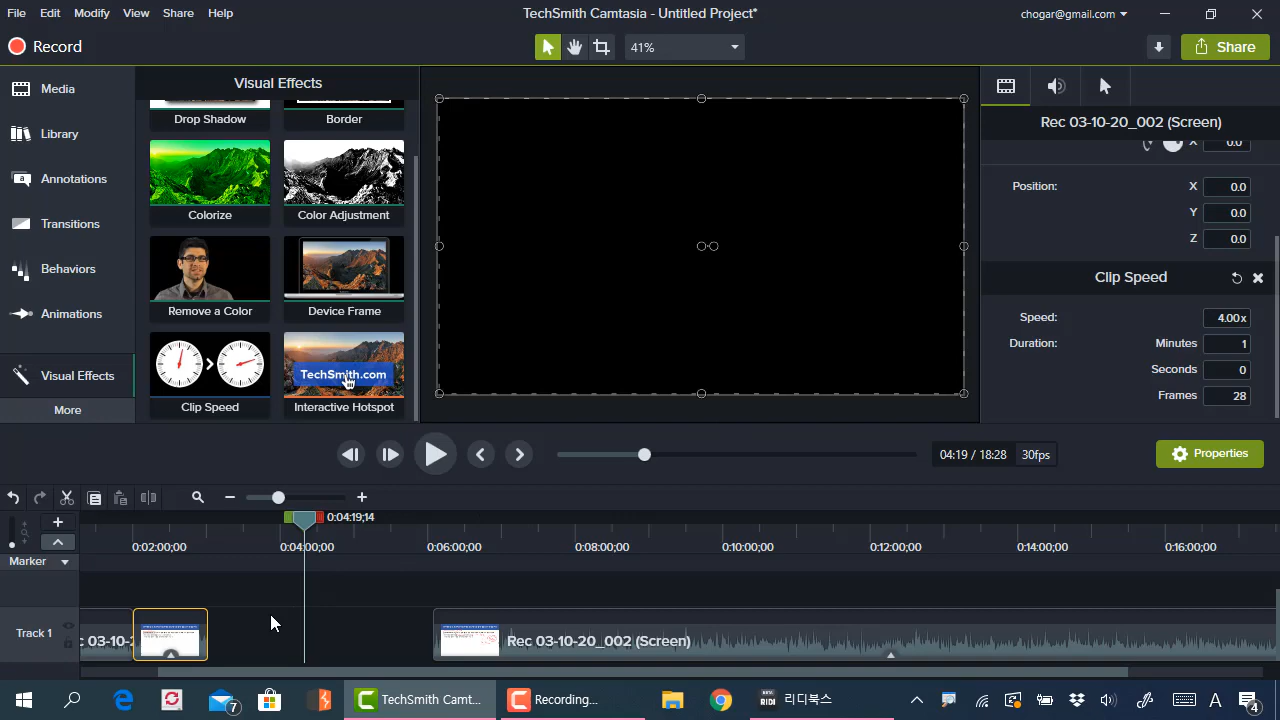 File Edit Modify View Share Help
TechSmith Camtasia - Untitled Project*
chogar@gmail.com
Record
41%
Share
Media
Library
Annotations
Transitions
Behaviors
Animations
Visual Effects
More
Visual Effects
Drop Shadow
Border
Colorize
Color Adjustment
Remove a Color
Device Frame
TechSmith.com
Clip Speed
Interactive Hotspot
Rec 03-10-20_002 (Screen)
X 0.0
Position: X 0.0
Y 0.0
Z 0.0
Clip Speed
Speed: 4.00x
Duration: Minutes 1
Seconds 0
Frames 28
04:19 / 18:28 30fps
Properties
0:04:19;14
0:02:00;00 0:04:00;00 0:06:00;00 0:08:00;00 0:10:00;00 0:12:00;00 0:14:00;00 0:16:00;00
Marker
Track 1
Rec 03-10-20_002 (Screen)
7
TechSmith Camt...
Recording...
RIDI
리디북스
A
4